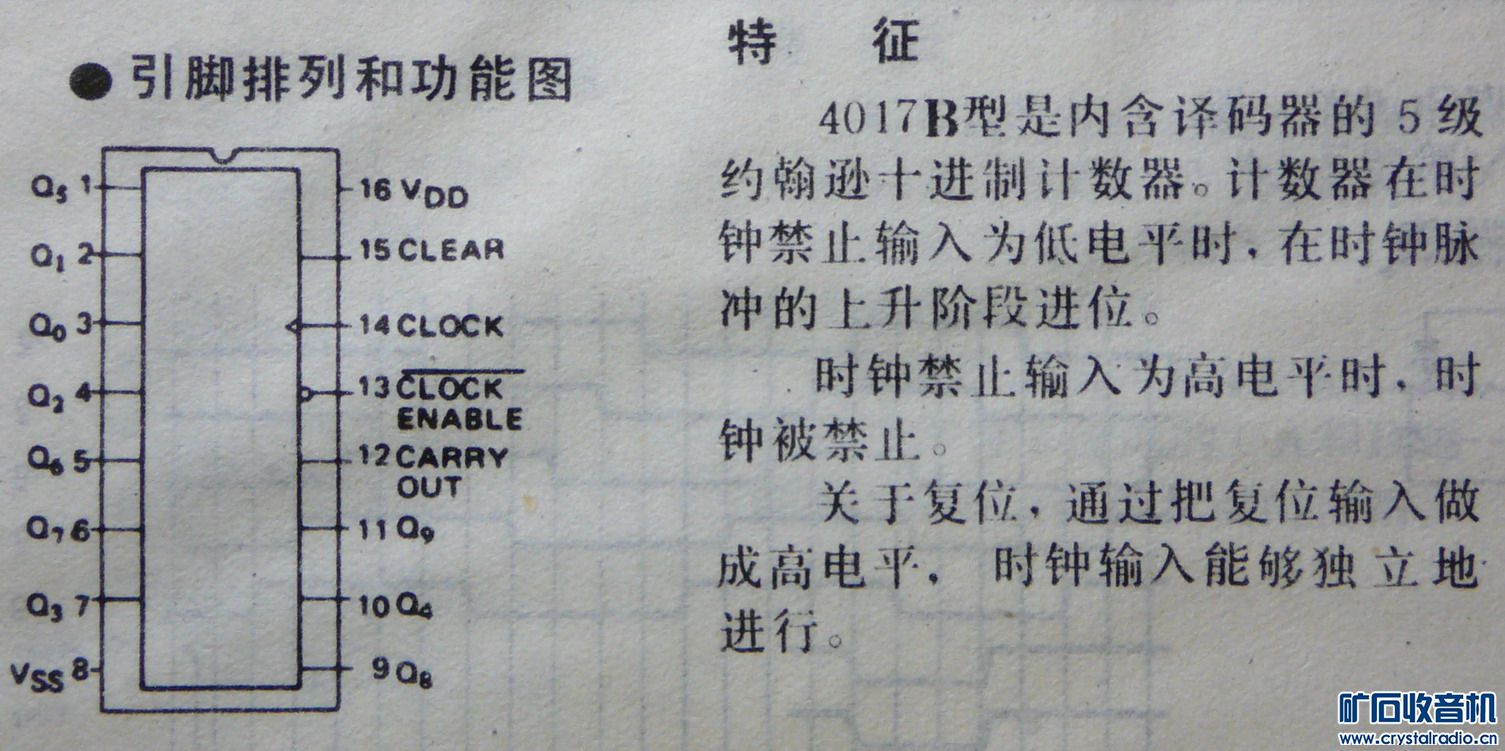 ●引脚排列和功能图
Q5 1
Q1 2
Q0 3
Q2 4
Q6 5
Q7 6
Q3 7
VSS 8
16 VDD
15 CLEAR
14 CLOCK
13 CLOCK
ENABLE
12 CARRY
OUT
11 Q9
10 Q4
9 Q8
特 征
4017B型是内含译码器的5级
约翰逊十进制计数器。计数器在时
钟禁止输入为低电平时，在时钟脉
冲的上升阶段进位。
时钟禁止输入为高电平时，时
钟被禁止。
关于复位，通过把复位输入做
成高电平， 时钟输入能够独立地
进行。
矿石收音机
www.crystalradio.cn